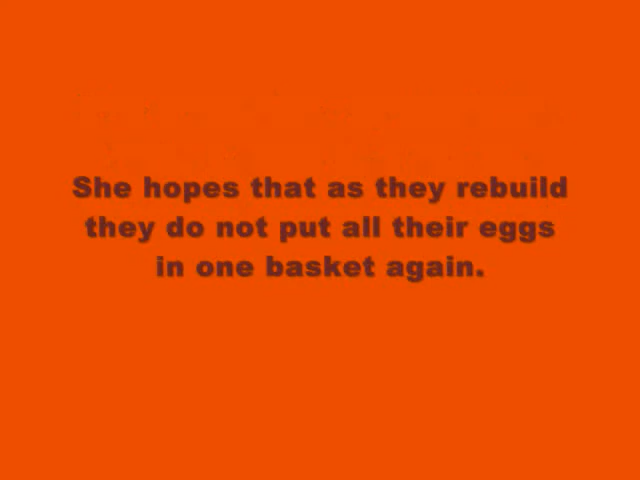 She hopes that as they rebuild
they do not put all their eggs
in one basket again.